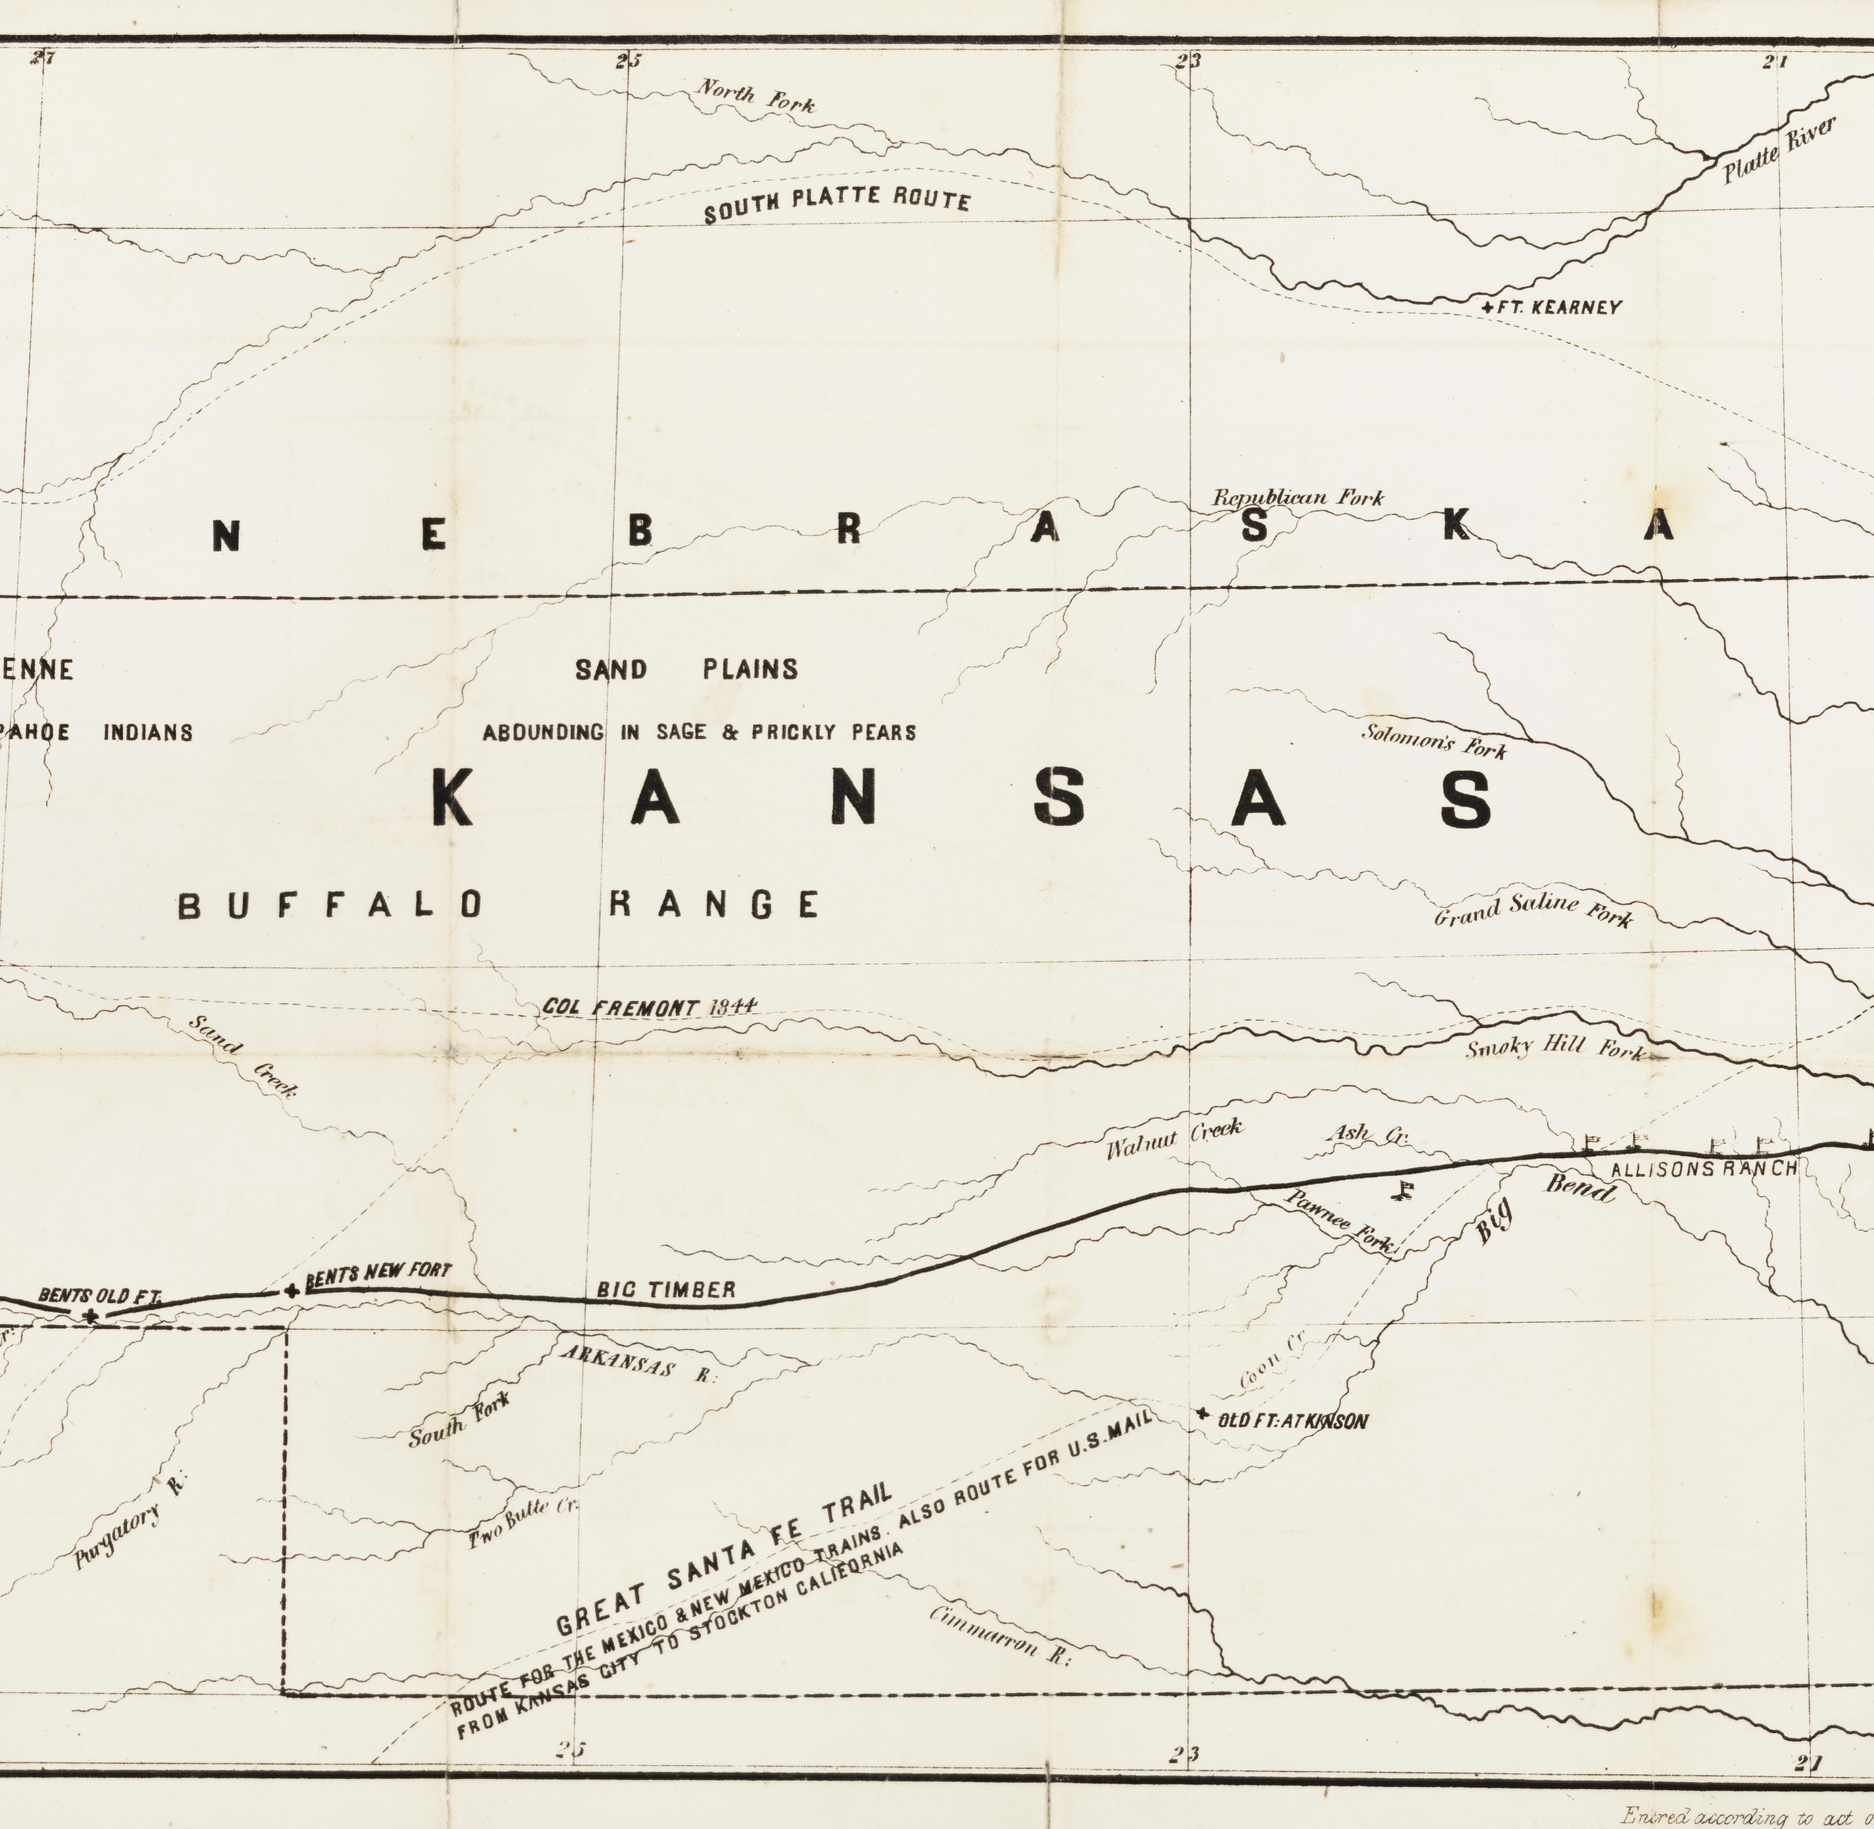 27 25 23 21
North Fork
Platte River
SOUTH PLATTE ROUTE
+FT. KEARNEY
Republican Fork
N E B R A S K A
ENNE
SAND PLAINS
PAHOE INDIANS
ABOUNDING IN SAGE & PRICKLY PEARS
Solomon's Fork
K A N S A S
BUFFALO RANGE
Grand Saline Fork
COL FREMONT 1844
Sand Creek
Smoky Hill Fork
Walnut Creek
Ash Cr.
ALLISONS RANCH
Big Bend
Pawnee Fork
BENTS NEW FORT
BENTS OLD FT.
BIG TIMBER
r:
ARKANSAS R:
Coon Cr
South Fork
OLD FT: ATKINSON
Purgatory R:
Two Butte Cr.
GREAT SANTA FE TRAIL
ROUTE FOR THE MEXICO & NEW MEXICO TRAINS. ALSO ROUTE FOR U.S. MAIL
FROM KANSAS CITY TO STOCKTON CALIFORNIA
Cimmarron R:
25 23 21
Entred according to act o